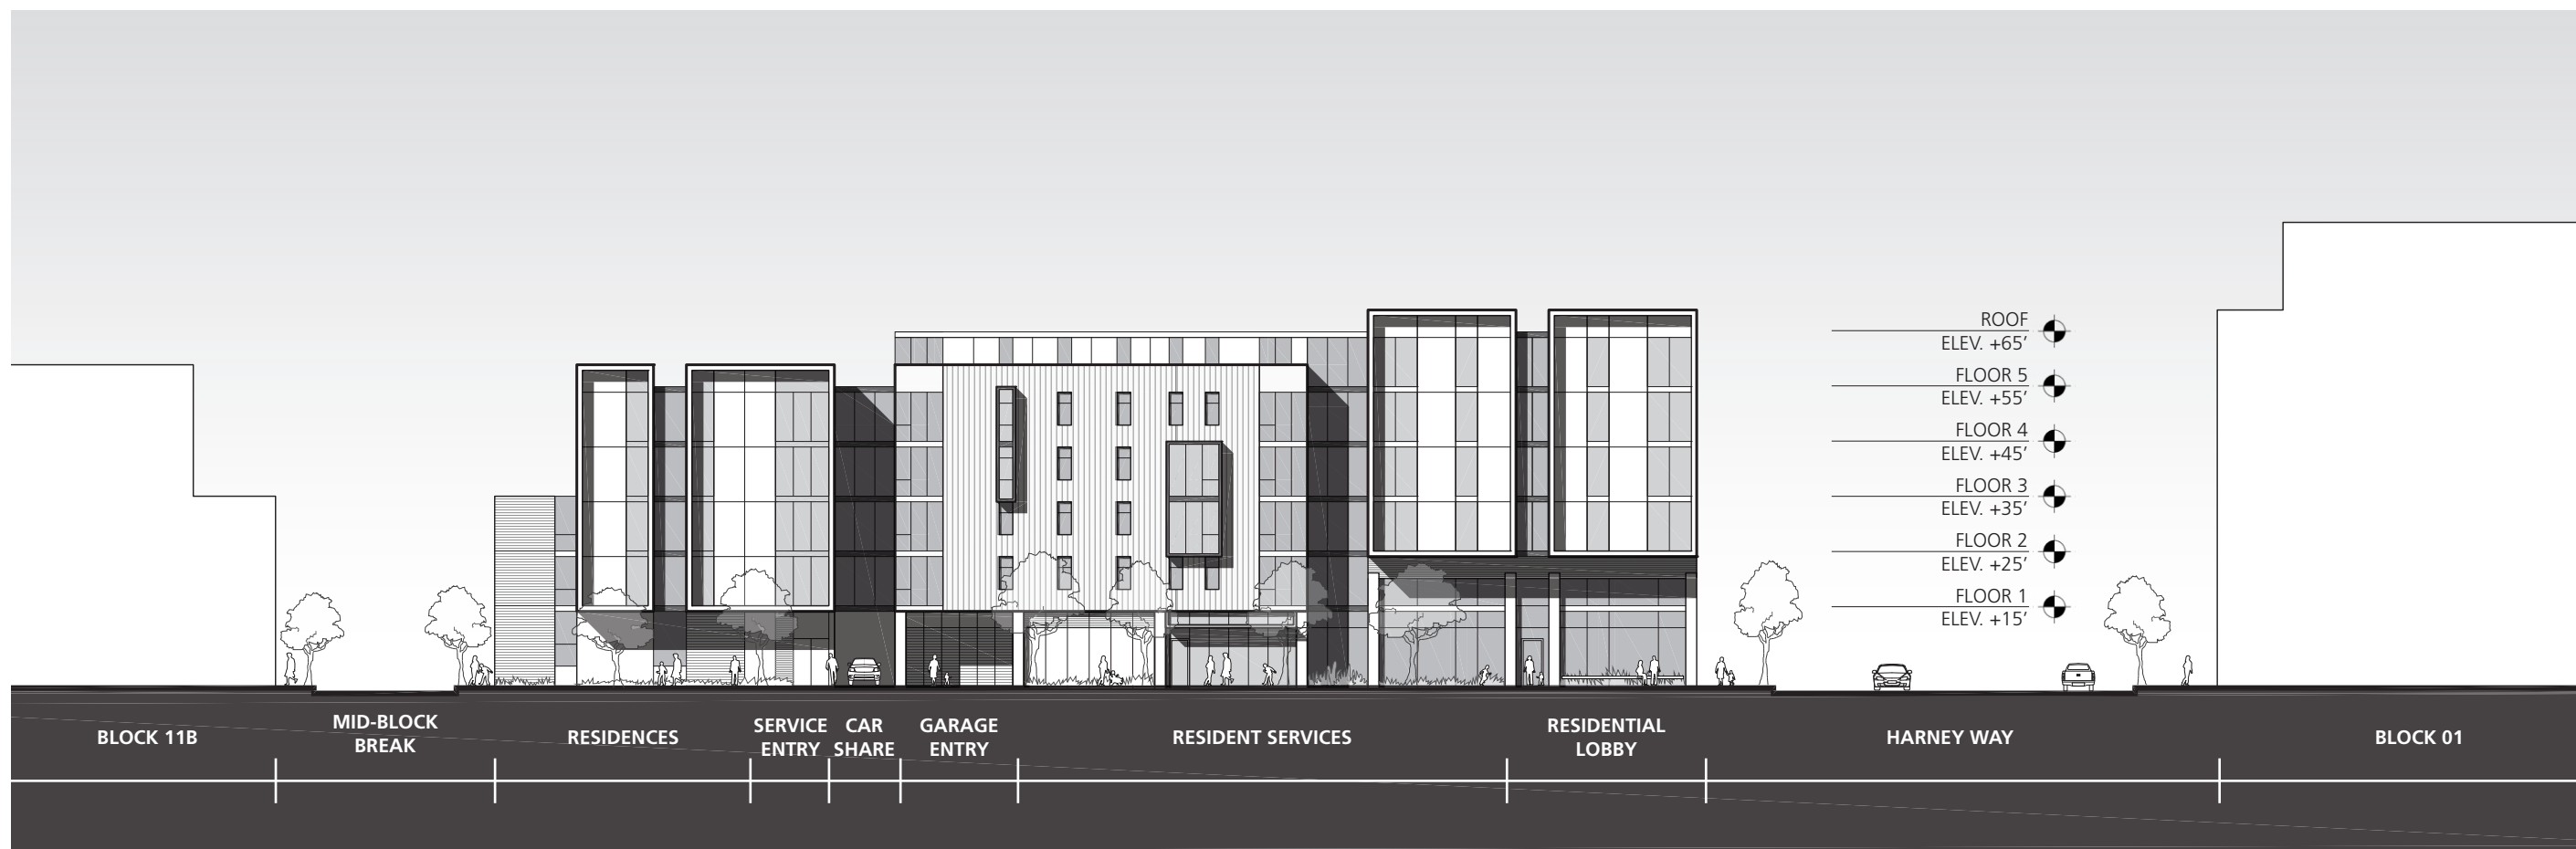 ROOF
ELEV. +65’
FLOOR 5
ELEV. +55’
FLOOR 4
ELEV. +45’
FLOOR 3
ELEV. +35’
FLOOR 2
ELEV. +25’
FLOOR 1
ELEV. +15’
BLOCK 11B
MID-BLOCK
BREAK
RESIDENCES
SERVICE
ENTRY
CAR
SHARE
GARAGE
ENTRY
RESIDENT SERVICES
RESIDENTIAL
LOBBY
HARNEY WAY
BLOCK 01